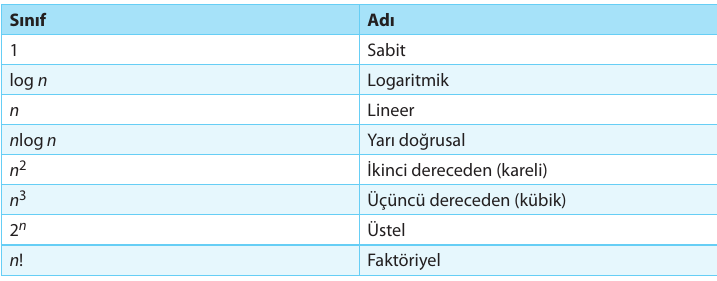 Sınıf Adı
1 Sabit
log n Logaritmik
n Lineer
nlog n Yarı doğrusal
n² İkinci dereceden (kareli)
n³ Üçüncü dereceden (kübik)
2ⁿ Üstel
n! Faktöriyel